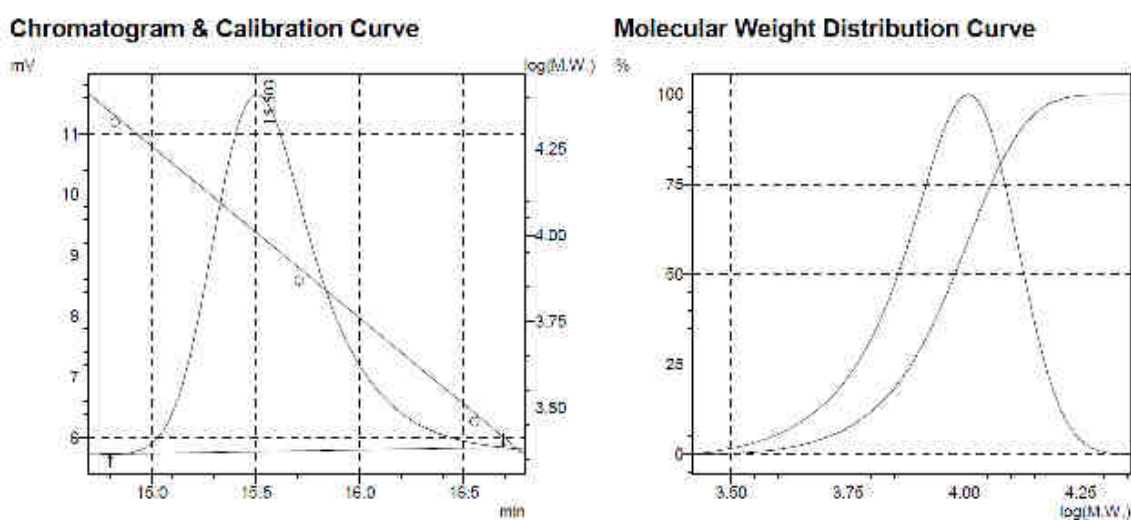 Chromatogram & Calibration Curve
mV
log(M.W.)
11
10
9
8
7
6
4.25
4.00
3.75
3.50
15.0 15.5 16.0 16.5
min
Molecular Weight Distribution Curve
%
100
75
50
25
0
3.50 3.75 4.00 4.25
log(M.W.)